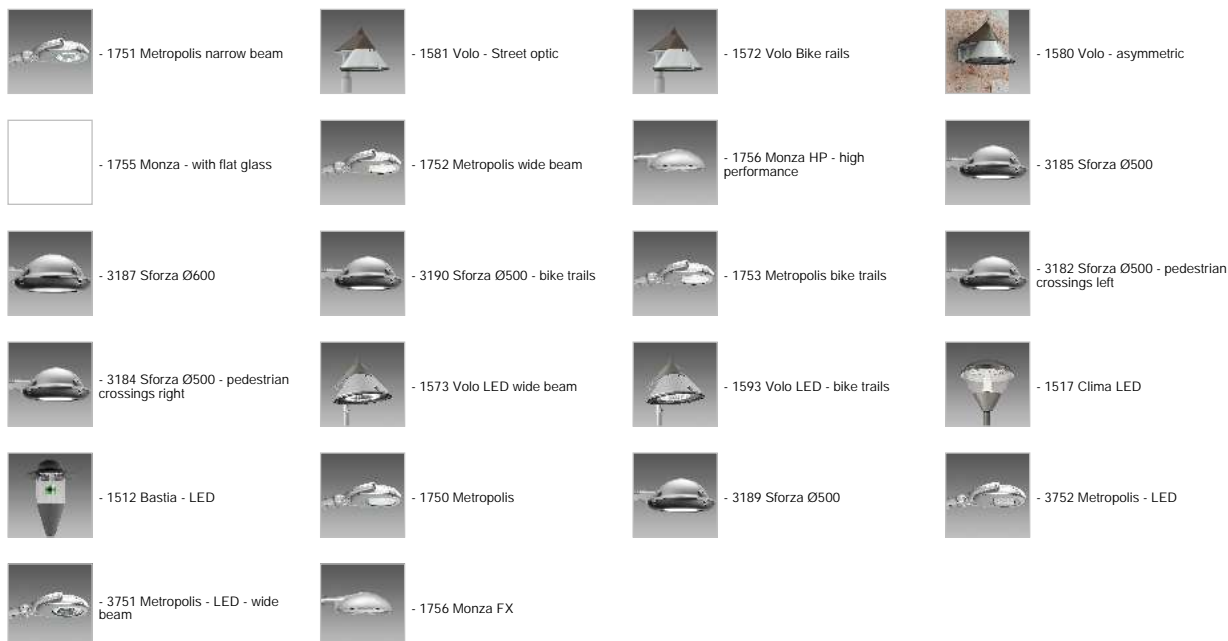 - 1751 Metropolis narrow beam
- 1581 Volo - Street optic
- 1572 Volo Bike rails
- 1580 Volo - asymmetric
- 1755 Monza - with flat glass
- 1752 Metropolis wide beam
- 1756 Monza HP - high
performance
- 3185 Sforza Ø500
- 3187 Sforza Ø600
- 3190 Sforza Ø500 - bike trails
- 1753 Metropolis bike trails
- 3182 Sforza Ø500 - pedestrian
crossings left
- 3184 Sforza Ø500 - pedestrian
crossings right
- 1573 Volo LED wide beam
- 1593 Volo LED - bike trails
- 1517 Clima LED
- 1512 Bastia - LED
- 1750 Metropolis
- 3189 Sforza Ø500
- 3752 Metropolis - LED
- 3751 Metropolis - LED - wide
beam
- 1756 Monza FX